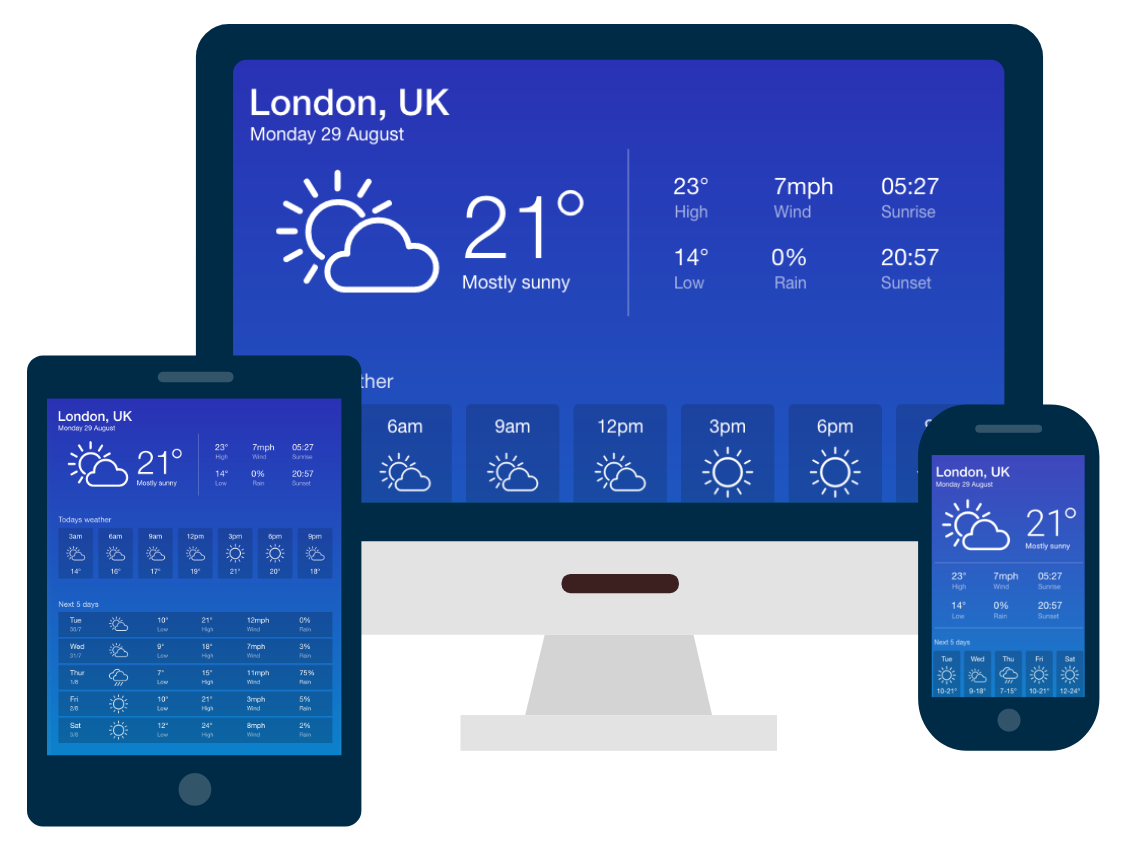 London, UK
Monday 29 August
21°
Mostly sunny
23° 7mph 05:27
High Wind Sunrise
14° 0% 20:57
Low Rain Sunset
ther
6am 9am 12pm 3pm 6pm
London, UK
Monday 29 August
21°
Mostly sunny
23° 7mph 05:27
High Wind Sunrise
14° 0% 20:57
Low Rain Sunset
Todays weather
3am 6am 9am 12pm 3pm 6pm 9pm
14° 16° 17° 19° 21° 20° 18°
Next 5 days
Tue 10° 21° 12mph 0%
30/7 Low High Wind Rain
Wed 9° 18° 7mph 3%
31/7 Low High Wind Rain
Thur 7° 15° 11mph 75%
1/8 Low High Wind Rain
Fri 10° 21° 3mph 5%
2/8 Low High Wind Rain
Sat 12° 24° 8mph 2%
3/8 Low High Wind Rain
London, UK
Monday 29 August
21°
Mostly sunny
23° 7mph 05:27
High Wind Sunrise
14° 0% 20:57
Low Rain Sunset
Next 5 days
Tue Wed Thu Fri Sat
10-21° 9-18° 7-15° 10-21° 12-24°